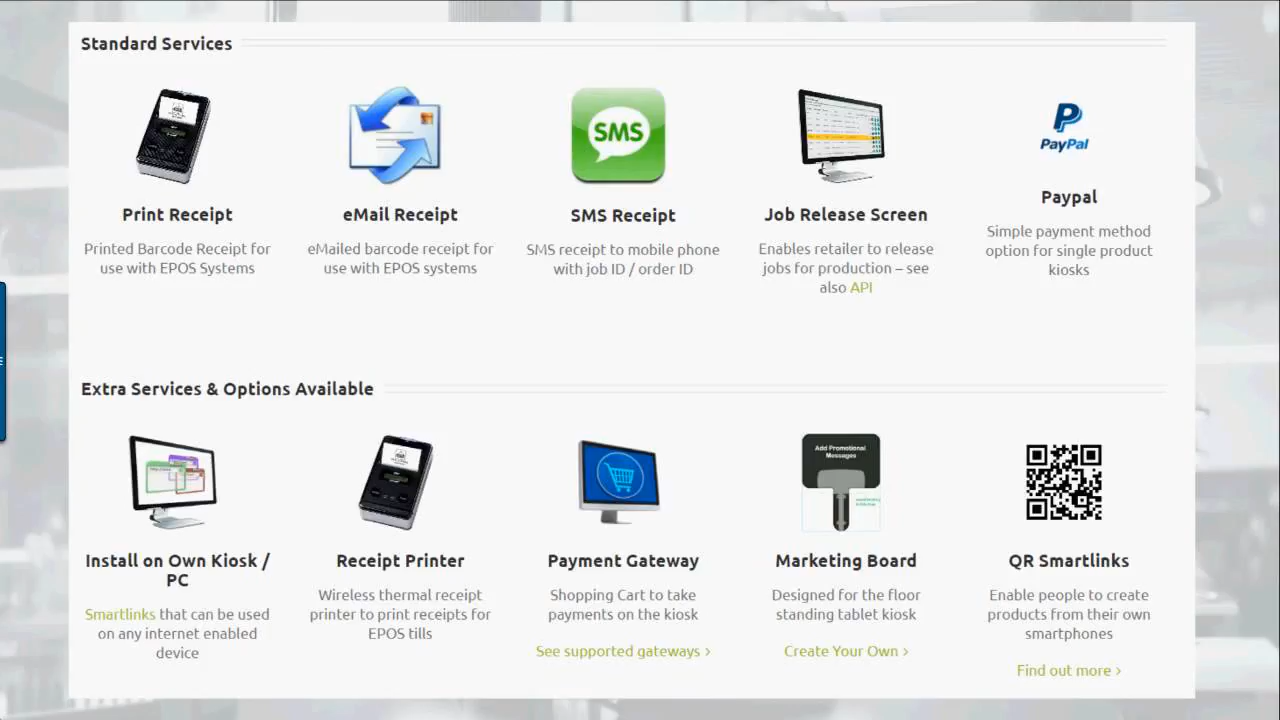 Standard Services
SMS
PayPal
Print Receipt
Printed Barcode Receipt for
use with EPOS Systems
eMail Receipt
eMailed barcode receipt for
use with EPOS systems
SMS Receipt
SMS receipt to mobile phone
with job ID / order ID
Job Release Screen
Enables retailer to release
jobs for production – see
also API
Paypal
Simple payment method
option for single product
kiosks
Extra Services & Options Available
Add Promotional
Messages
Install on Own Kiosk /
PC
Smartlinks that can be used
on any internet enabled
device
Receipt Printer
Wireless thermal receipt
printer to print receipts for
EPOS tills
Payment Gateway
Shopping Cart to take
payments on the kiosk
See supported gateways >
Marketing Board
Designed for the floor
standing tablet kiosk
Create Your Own >
QR Smartlinks
Enable people to create
products from their own
smartphones
Find out more >